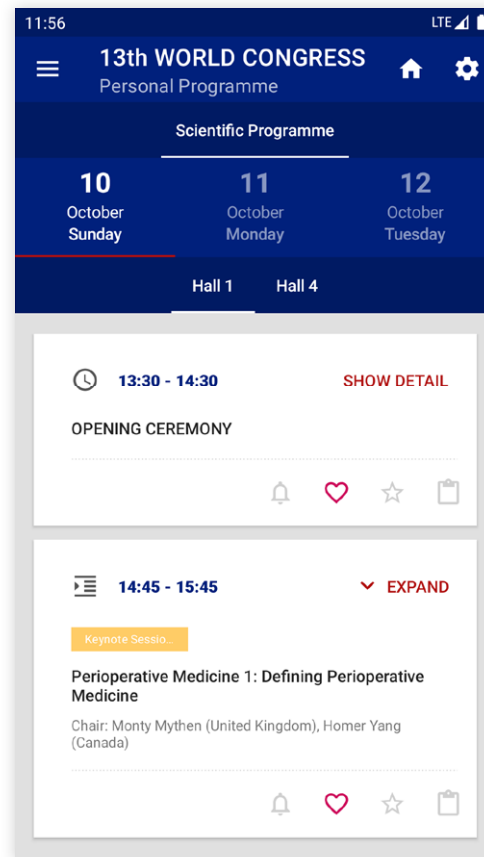 11:56 LTE
13th WORLD CONGRESS
Personal Programme
Scientific Programme
10 11 12
October October October
Sunday Monday Tuesday
Hall 1 Hall 4
13:30 - 14:30 SHOW DETAIL
OPENING CEREMONY
14:45 - 15:45 EXPAND
Keynote Sessio...
Perioperative Medicine 1: Defining Perioperative
Medicine
Chair: Monty Mythen (United Kingdom), Homer Yang
(Canada)